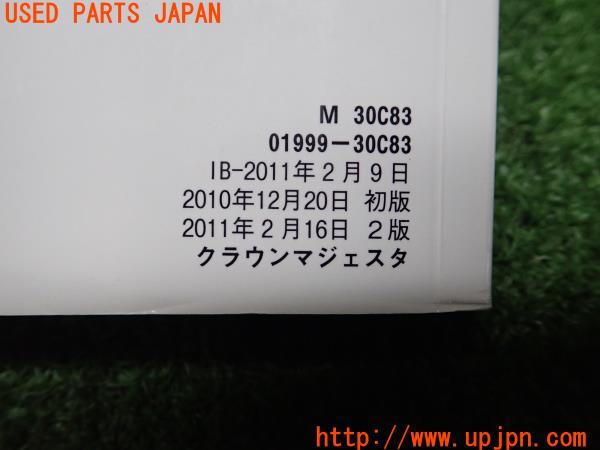 USED PARTS JAPAN
M 30C83
01999-30C83
IB-2011年2月9日
2010年12月20日 初版
2011年2月16日 2版
クラウンマジェスタ
http://www.upjpn.com/